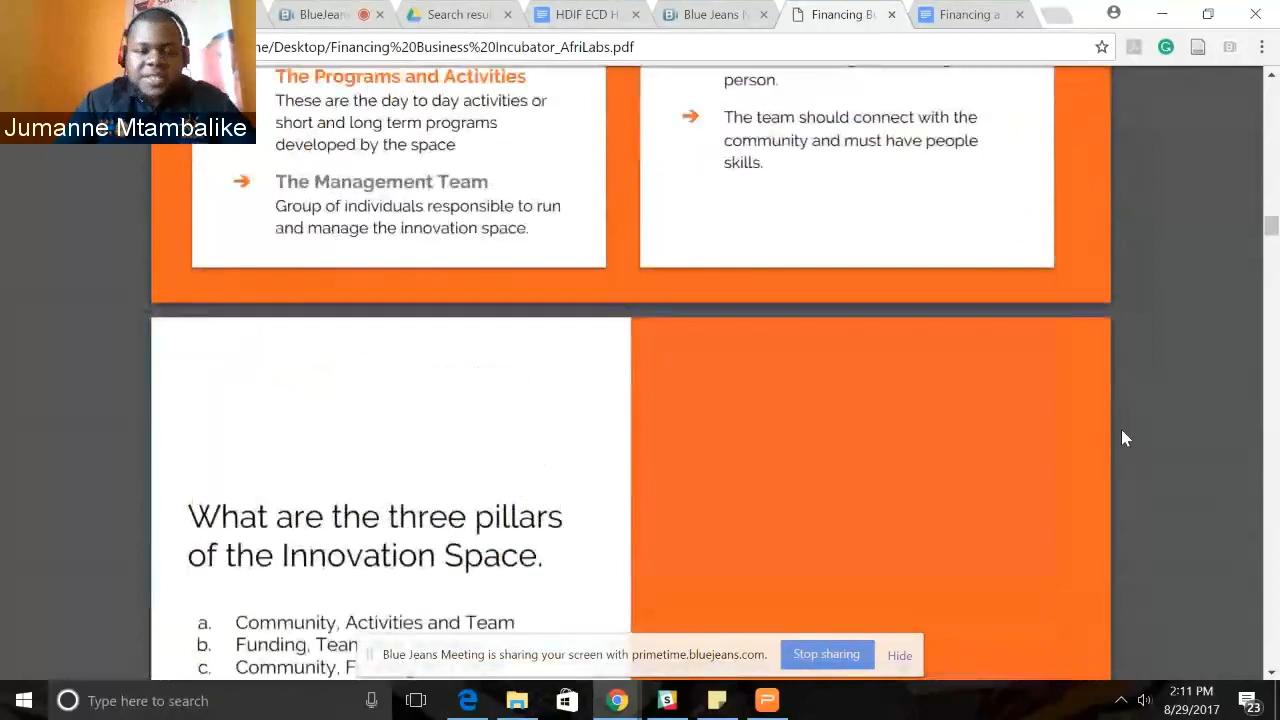 BlueJeans
Search resu
HDIF ECD H
Blue Jeans N
Financing B
Financing a
ne/Desktop/Financing%20Business%20Incubator_AfriLabs.pdf
Jumanne Mtambalike
The Programs and Activities
These are the day to day activities or
short and long term programs
developed by the space
The Management Team
Group of individuals responsible to run
and manage the innovation space.
person.
The team should connect with the
community and must have people
skills.
What are the three pillars
of the Innovation Space.
a. Community, Activities and Team
b. Funding, Tean
c. Community, F
Blue Jeans Meeting is sharing your screen with primetime.bluejeans.com.
Stop sharing
Hide
Type here to search
2:11 PM
8/29/2017
23